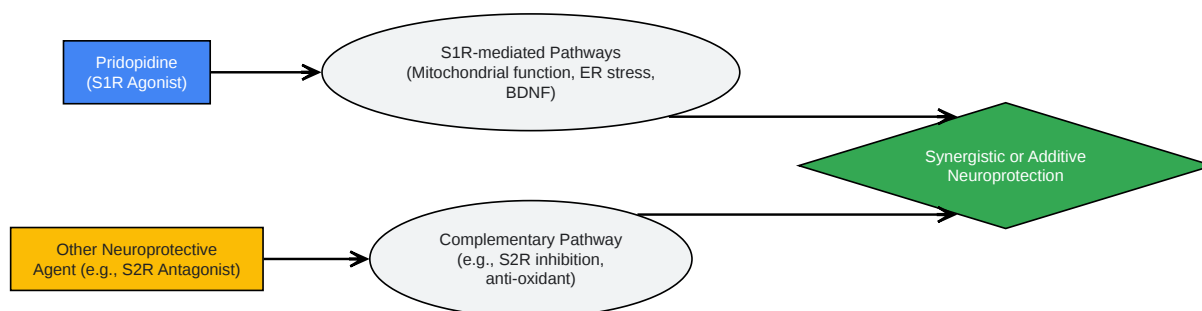 Pridopidine
(S1R Agonist)
S1R-mediated Pathways
(Mitochondrial function, ER stress,
BDNF)
Synergistic or Additive
Neuroprotection
Other Neuroprotective
Agent (e.g., S2R Antagonist)
Complementary Pathway
(e.g., S2R inhibition,
anti-oxidant)